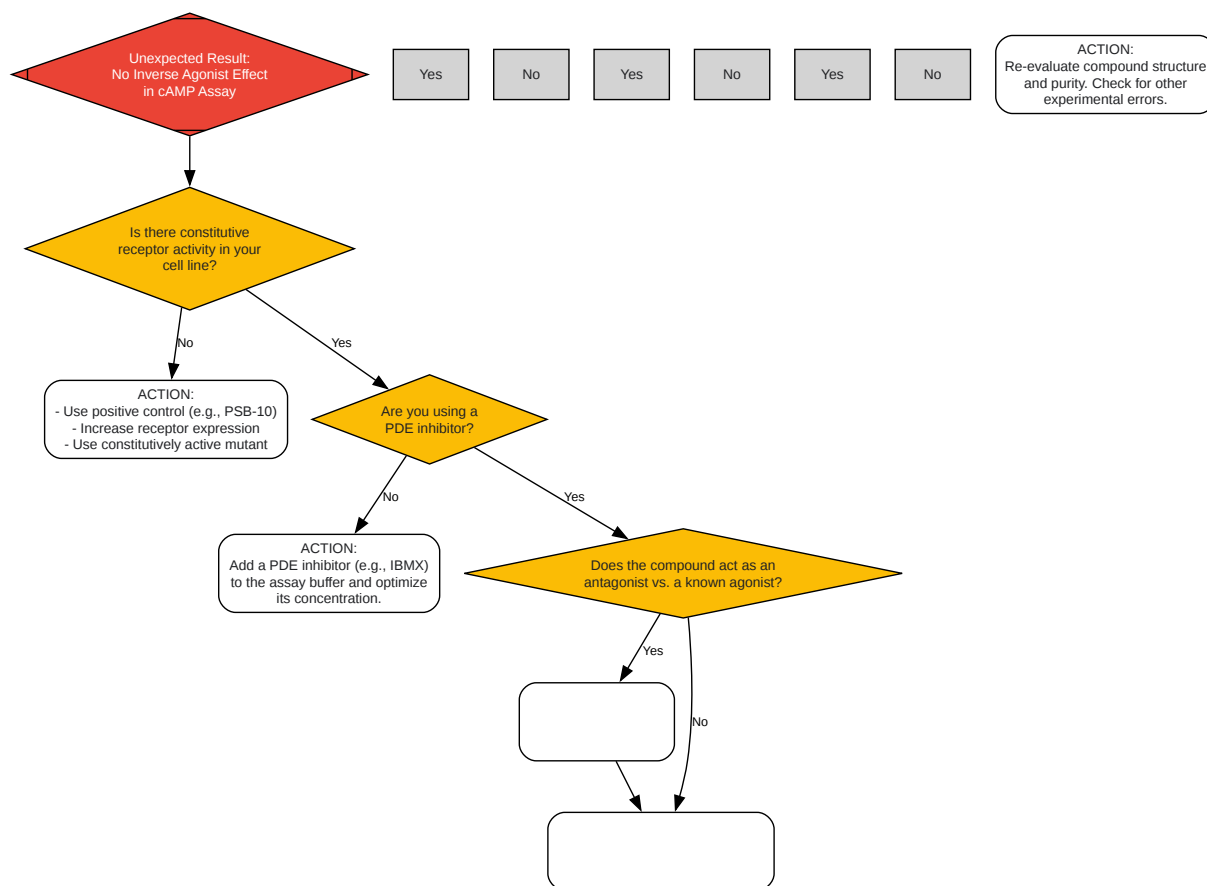 Unexpected Result:
No Inverse Agonist Effect
in cAMP Assay
Yes
No
Yes
No
Yes
No
ACTION:
Re-evaluate compound structure
and purity. Check for other
experimental errors.
Is there constitutive
receptor activity in your
cell line?
No
Yes
ACTION:
- Use positive control (e.g., PSB-10)
- Increase receptor expression
- Use constitutively active mutant
Are you using a
PDE inhibitor?
No
Yes
ACTION:
Add a PDE inhibitor (e.g., IBMX)
to the assay buffer and optimize
its concentration.
Does the compound act as an
antagonist vs. a known agonist?
Yes
No